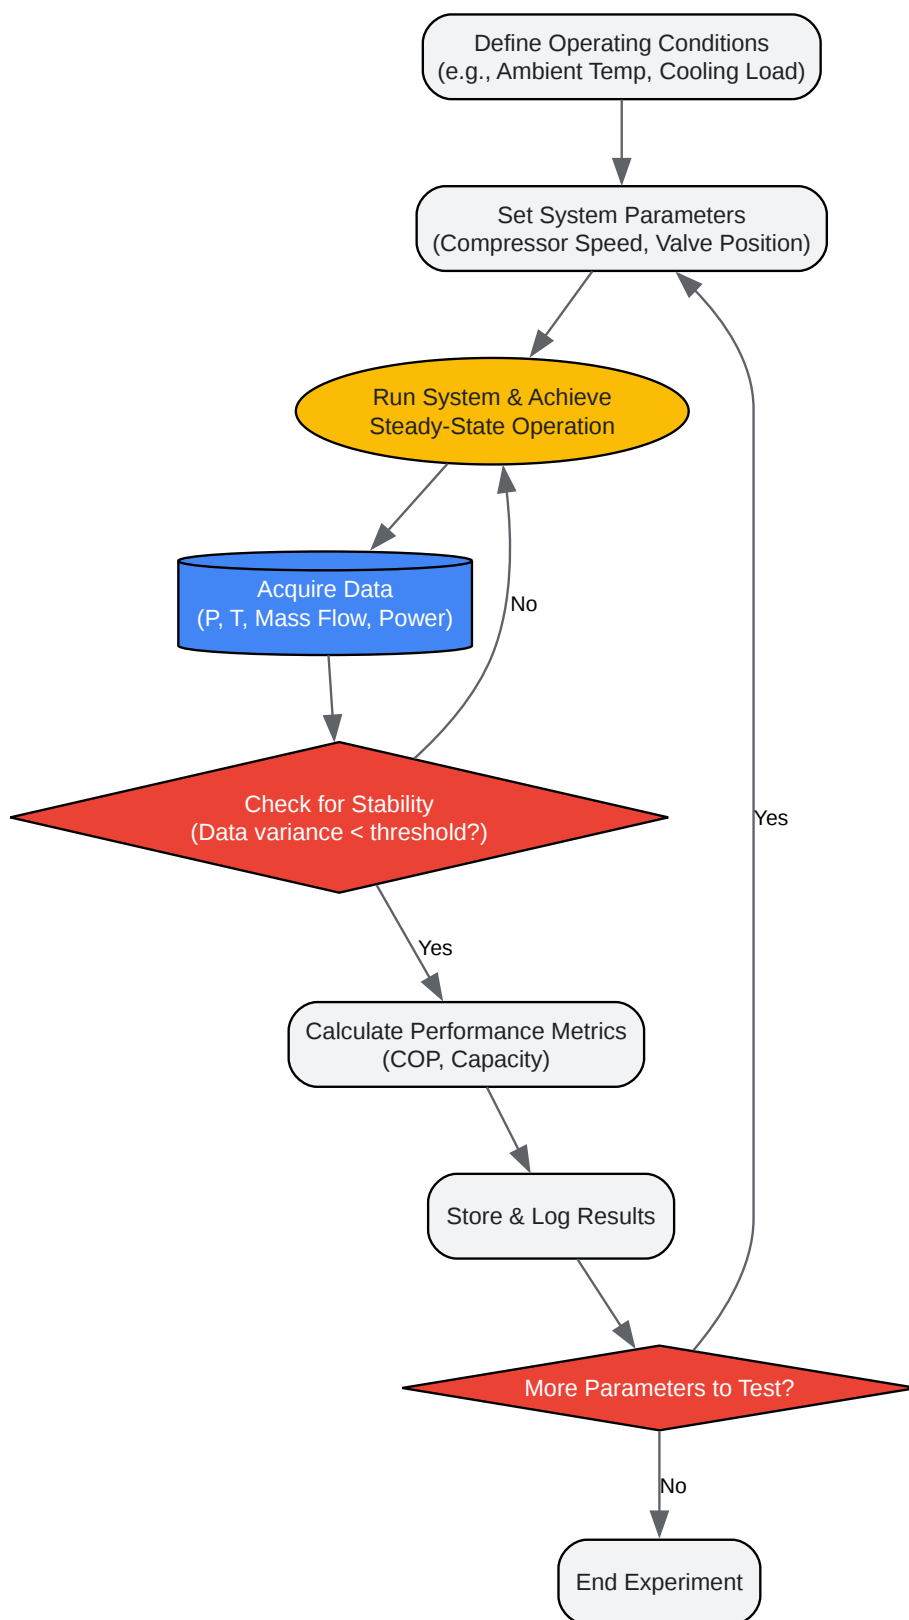 Define Operating Conditions
(e.g., Ambient Temp, Cooling Load)
Set System Parameters
(Compressor Speed, Valve Position)
Run System & Achieve
Steady-State Operation
Acquire Data
(P, T, Mass Flow, Power)
No
Check for Stability
(Data variance < threshold?)
Yes
Yes
Calculate Performance Metrics
(COP, Capacity)
Store & Log Results
More Parameters to Test?
No
End Experiment